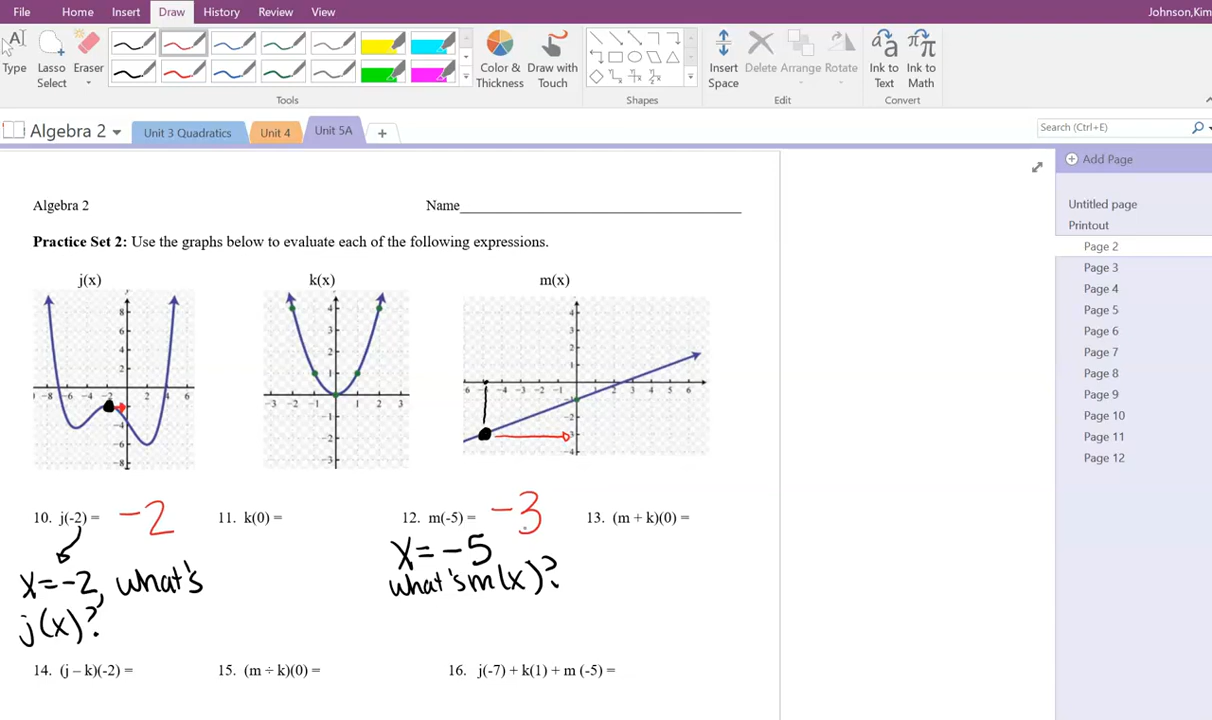 File Home Insert Draw History Review View Johnson,Kim
Type Lasso Select Eraser Color & Thickness Draw with Touch Insert Space Delete Arrange Rotate Ink to Text Ink to Math
Tools Shapes Edit Convert
Algebra 2 Unit 3 Quadratics Unit 4 Unit 5A + Search (Ctrl+E)
Add Page
Untitled page
Printout
Page 2
Page 3
Page 4
Page 5
Page 6
Page 7
Page 8
Page 9
Page 10
Page 11
Page 12
Algebra 2 Name
Practice Set 2: Use the graphs below to evaluate each of the following expressions.
j(x) k(x) m(x)
10. j(-2) = -2 11. k(0) = 12. m(-5) = -3 13. (m + k)(0) =
x=-2, what's
j(x)?
x=-5
what's m(x)?
14. (j – k)(-2) = 15. (m ÷ k)(0) = 16. j(-7) + k(1) + m (-5) =